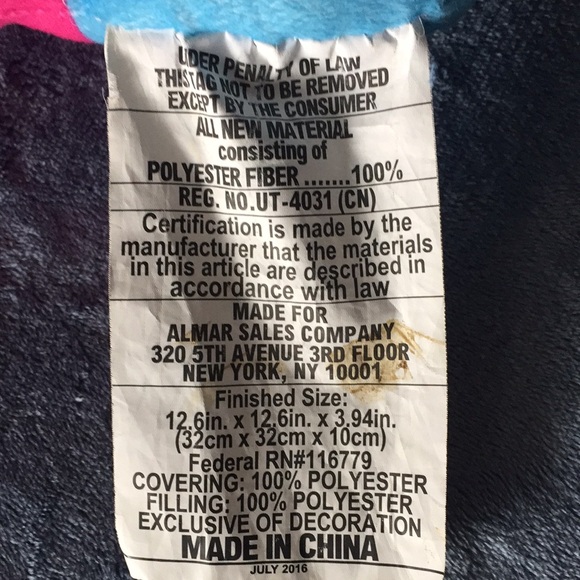 UDER PENALTY OF LAW
THIS TAG NOT TO BE REMOVED
EXCEPT BY THE CONSUMER
ALL NEW MATERIAL
consisting of
POLYESTER FIBER .......100%
REG. NO.UT-4031 (CN)
Certification is made by the
manufacturer that the materials
in this article are described in
accordance with law
MADE FOR
ALMAR SALES COMPANY
320 5TH AVENUE 3RD FLOOR
NEW YORK, NY 10001
Finished Size:
12.6in. x 12.6in. x 3.94in.
(32cm x 32cm x 10cm)
Federal RN#116779
COVERING: 100% POLYESTER
FILLING: 100% POLYESTER
EXCLUSIVE OF DECORATION
MADE IN CHINA
JULY 2016